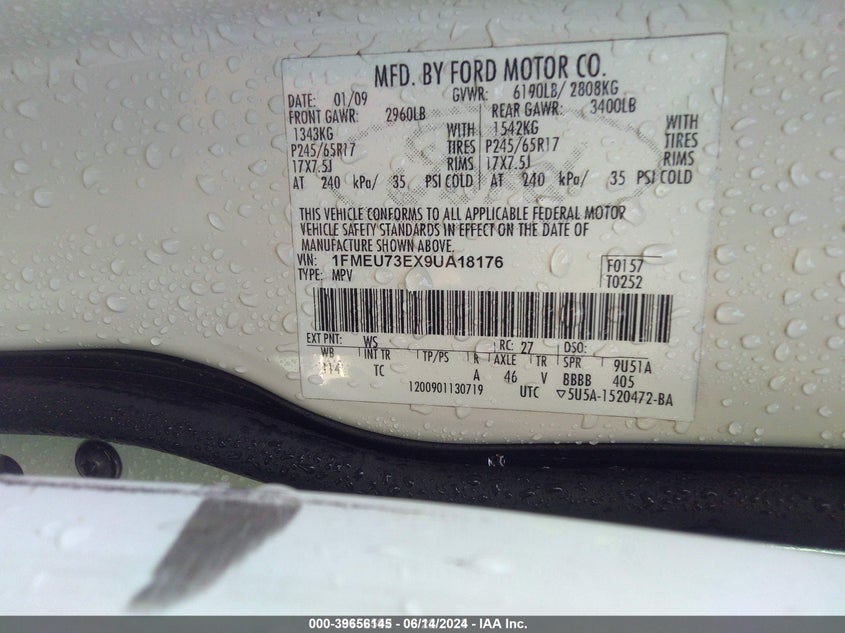 MFD. BY FORD MOTOR CO.
DATE: 01/09 GVWR: 6190LB/ 2808KG
FRONT GAWR: 2960LB REAR GAWR: 3400LB
1343KG WITH 1542KG WITH
P245/65R17 TIRES P245/65R17 TIRES
17X7.5J RIMS 17X7.5J RIMS
AT 240 kPa/ 35 PSI COLD AT 240 kPa/ 35 PSI COLD
THIS VEHICLE CONFORMS TO ALL APPLICABLE FEDERAL MOTOR
VEHICLE SAFETY STANDARDS IN EFFECT ON THE DATE OF
MANUFACTURE SHOWN ABOVE.
VIN: 1FMEU73EX9UA18176 F0157
TYPE: MPV T0252
EXT PNT: WS RC: 27 DSO:
WB INT TR TP/PS R AXLE TR SPR 9U51A
114 TC A 46 V BBBB 405
1200901130719 UTC ▽5U5A-1520472-BA
000-39656145 - 06/14/2024 - IAA Inc.